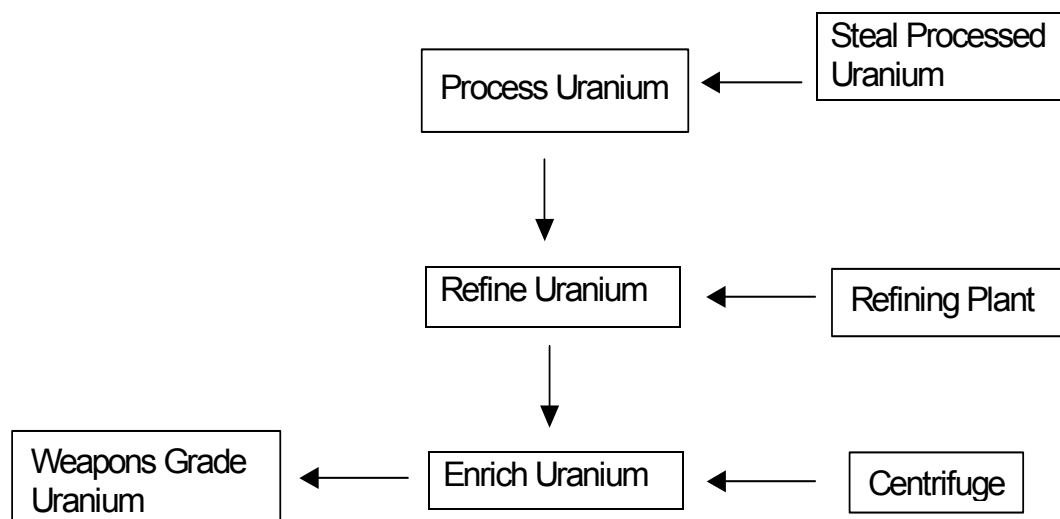 Steal Processed
Uranium
Process Uranium
Refine Uranium
Refining Plant
Weapons Grade
Uranium
Enrich Uranium
Centrifuge